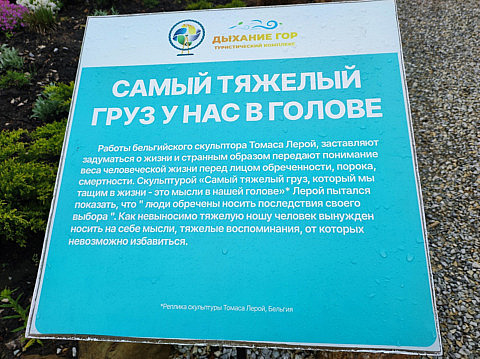 ДЫХАНИЕ ГОР
ТУРИСТИЧЕСКИЙ КОМПЛЕКС
САМЫЙ ТЯЖЕЛЫЙ
ГРУЗ У НАС В ГОЛОВЕ
Работы бельгийского скульптора Томаса Лерой, заставляют
задуматься о жизни и странным образом передают понимание
веса человеческой жизни перед лицом обреченности, порока,
смертности. Скульптурой «Самый тяжелый груз, который мы
тащим в жизни - это мысли в нашей голове»* Лерой пытался
показать, что " люди обречены носить последствия своего
выбора ". Как невыносимо тяжелую ношу человек вынужден
носить на себе мысли, тяжелые воспоминания, от которых
невозможно избавиться.
*Реплика скульптуры Томаса Лерой, Бельгия